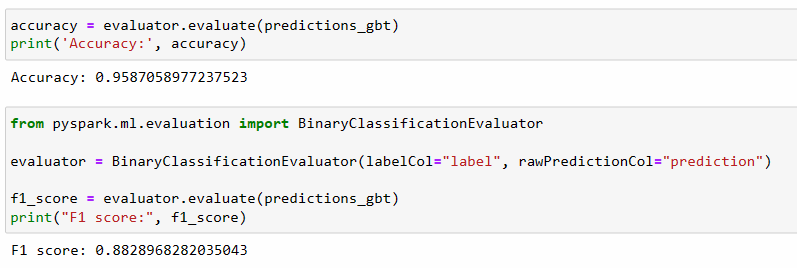 accuracy = evaluator.evaluate(predictions_gbt)
print('Accuracy:', accuracy)
Accuracy: 0.9587058977237523
from pyspark.ml.evaluation import BinaryClassificationEvaluator
evaluator = BinaryClassificationEvaluator(labelCol="label", rawPredictionCol="prediction")
f1_score = evaluator.evaluate(predictions_gbt)
print("F1 score:", f1_score)
F1 score: 0.8828968282035043